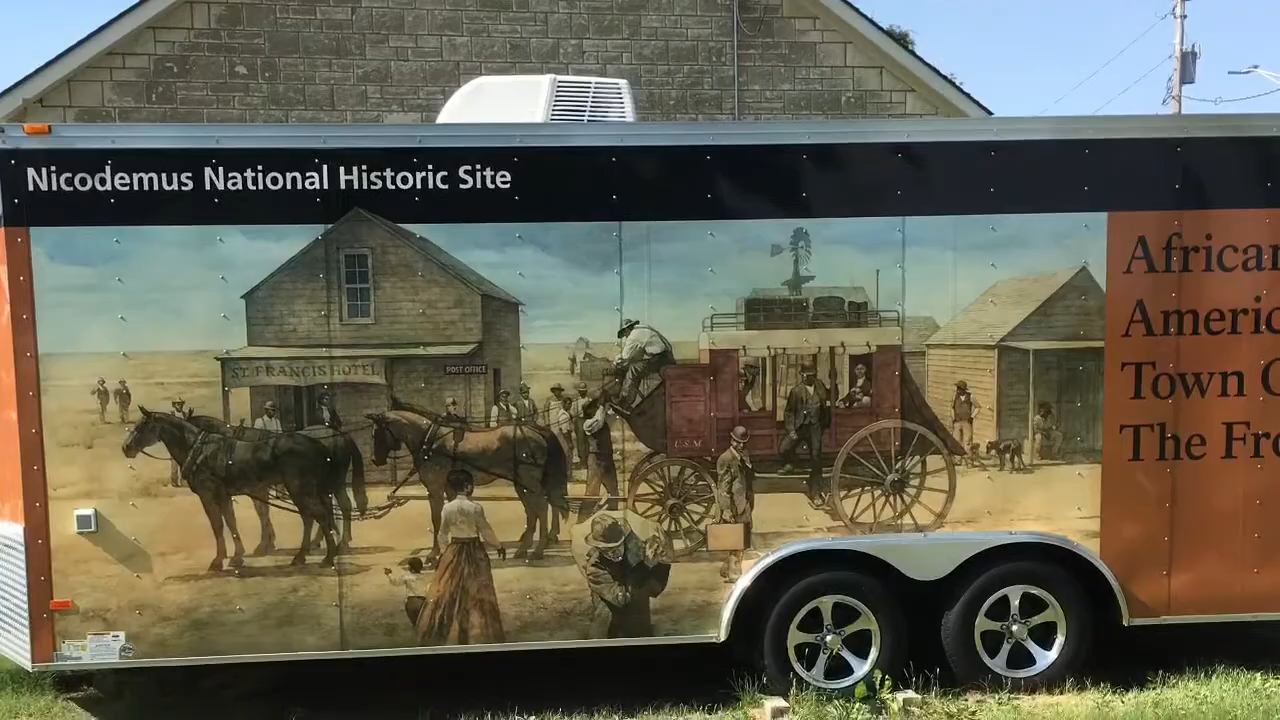 Nicodemus National Historic Site
African
Americ
Town O
The Fro
ST. FRANCIS HOTEL
POST OFFICE
U.S.M